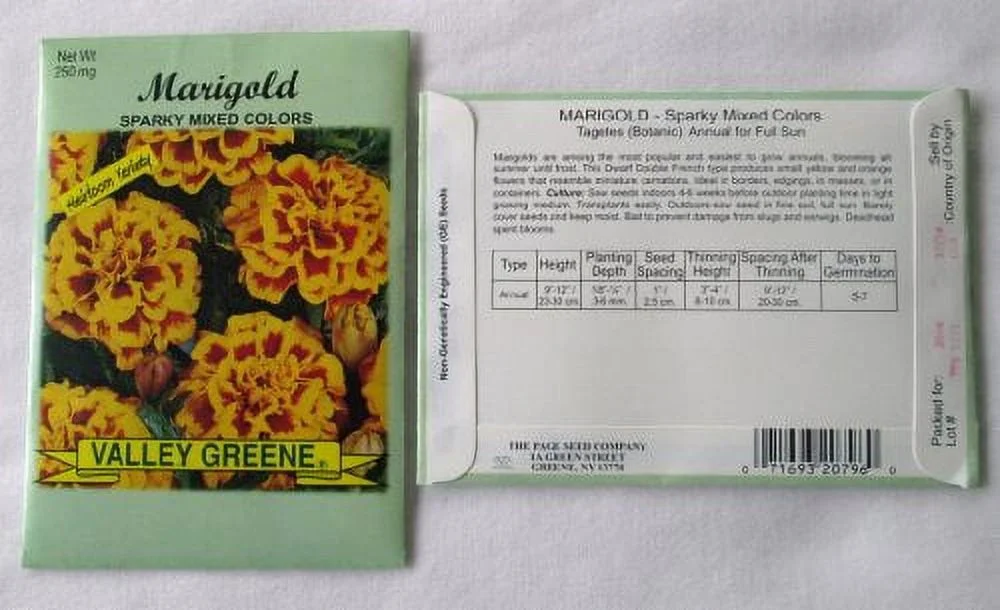 Net Wt
250 mg
Marigold
SPARKY MIXED COLORS
Heirloom Variety
VALLEY GREENE
Non-Genetically Engineered (GE) Seeds
MARIGOLD - Sparky Mixed Colors
Tagetes (Botanic) Annual for Full Sun
Marigolds are among the most popular and easiest to grow annuals, blooming all
summer until frost. This Dwarf Double French type produces small yellow and orange
flowers that resemble miniature carnations. Ideal in borders, edgings, in masses, or in
containers. Culture: Sow seeds indoors 4-6 weeks before outdoor planting time in light
growing medium. Transplants easily. Outdoors sow seed in fine soil, full sun. Barely
cover seeds and keep moist. Bait to prevent damage from slugs and earwigs. Deadhead
spent blooms.
Type Height Planting Depth Seed Spacing Thinning Height Spacing After Thinning Days to Germination
Annual 9"-12" / 23-30 cm 3-6 mm. 1" / 2.5 cm. 3"-4" / 8-10 cm 20-30 cm. 5-7
THE PAGE SEED COMPANY
1A GREEN STREET
GREENE, NY 13778
0 71693 20796 0
Packed for:
Lot #
Sell by
Country of Origin